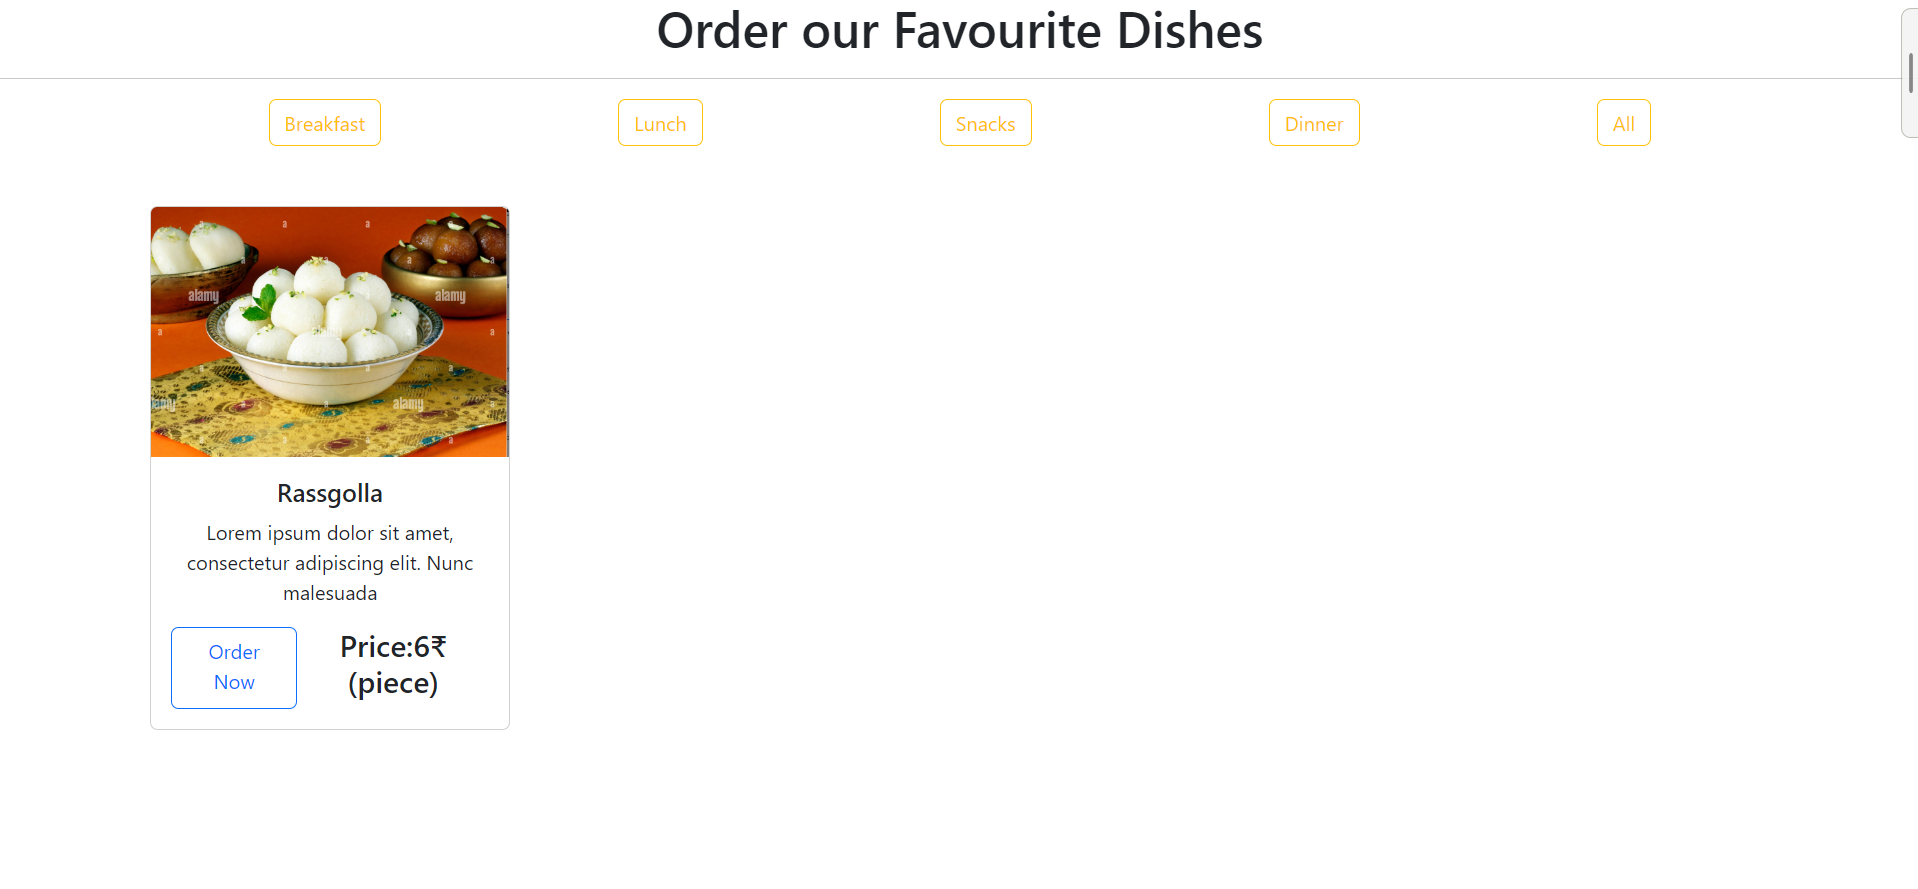 Order our Favourite Dishes
Breakfast Lunch Snacks Dinner All
alamy alamy
alamy alamy
Rassgolla
Lorem ipsum dolor sit amet,
consectetur adipiscing elit. Nunc
malesuada
Order
Now
Price:6₹
(piece)